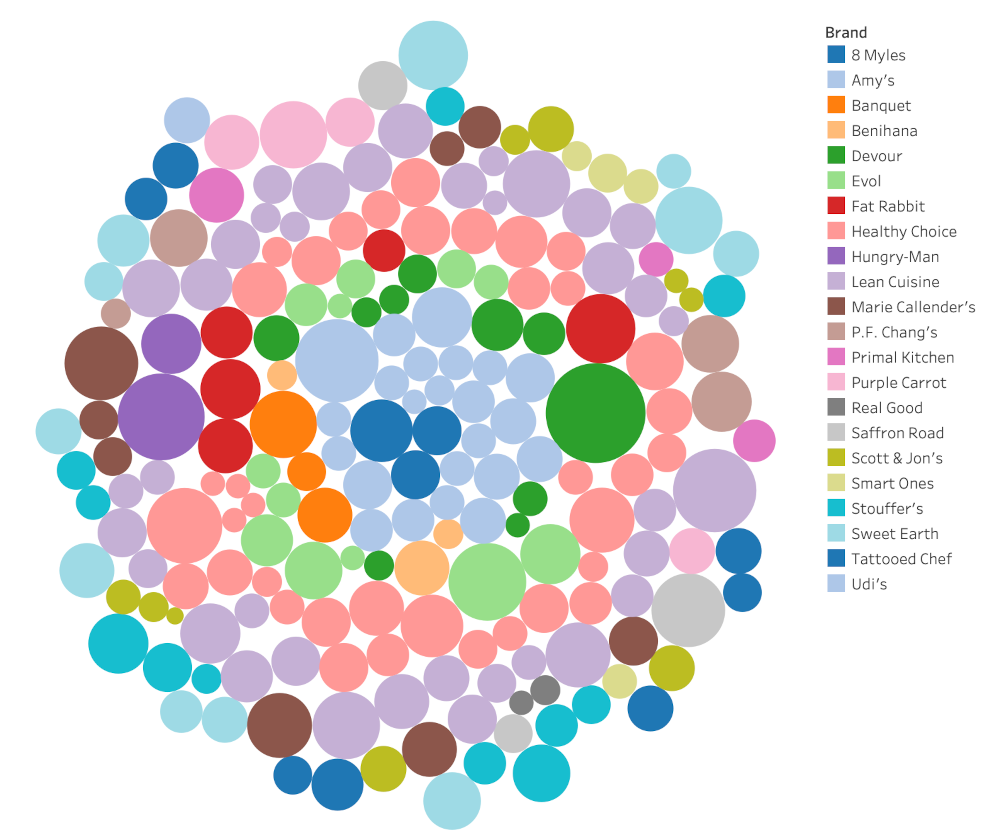 Brand
8 Myles
Amy's
Banquet
Benihana
Devour
Evol
Fat Rabbit
Healthy Choice
Hungry-Man
Lean Cuisine
Marie Callender's
P.F. Chang's
Primal Kitchen
Purple Carrot
Real Good
Saffron Road
Scott & Jon's
Smart Ones
Stouffer's
Sweet Earth
Tattooed Chef
Udi's